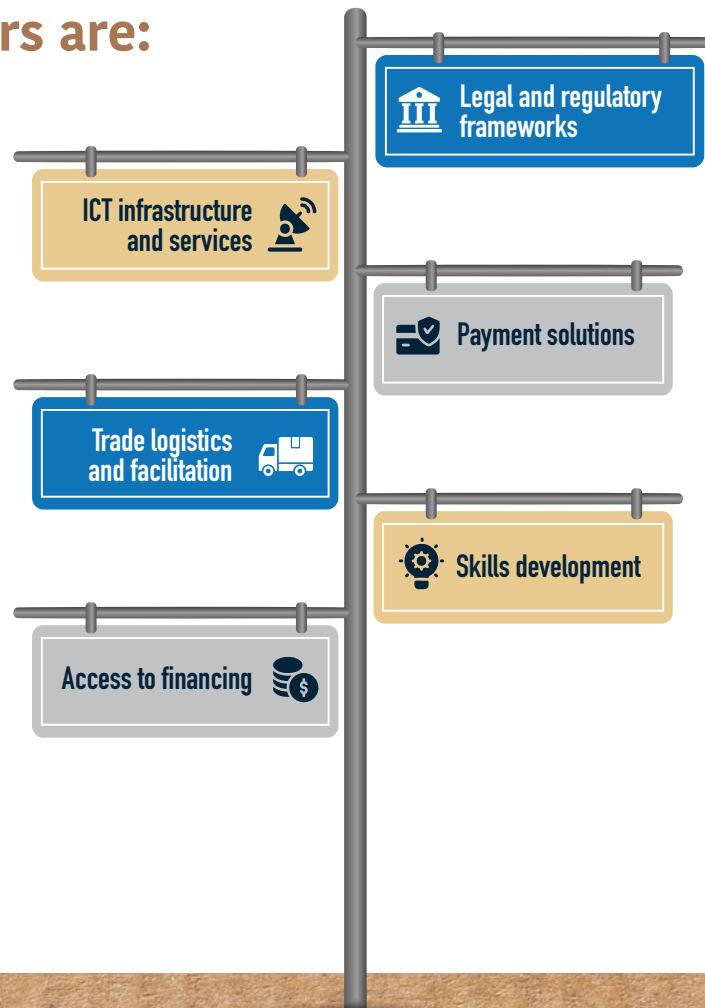 rs are:
Legal and regulatory
frameworks
ICT infrastructure
and services
Payment solutions
Trade logistics
and facilitation
Skills development
Access to financing
$